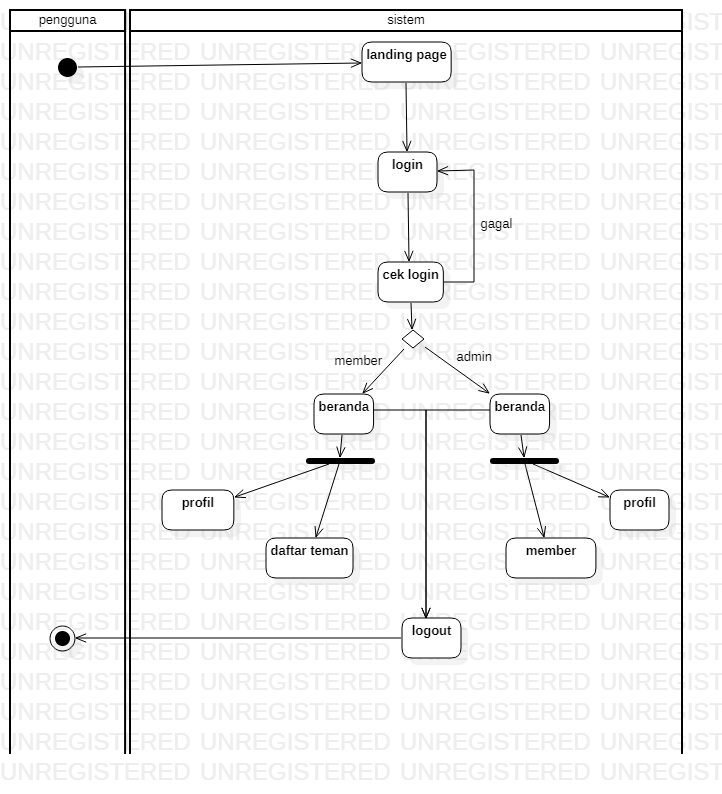 pengguna
sistem
landing page
login
gagal
cek login
member
admin
beranda
beranda
profil
profil
daftar teman
member
logout
UNREGISTERED